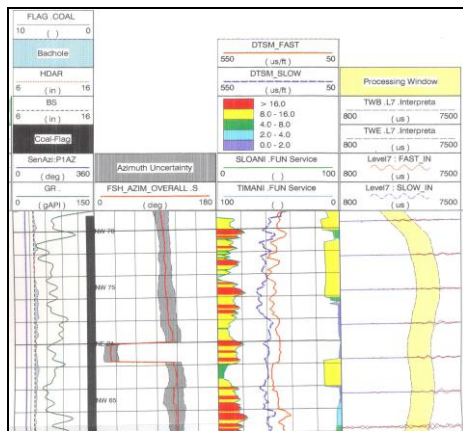 FLAG .COAL
10 ( ) 0
Badhole
HDAR
6 (in) 16
BS
6 (in) 16
Coal-Flag
SenAzi:P1AZ
0 (deg) 360
GR .
0 (gAPI) 150
Azimuth Uncertainty
FSH_AZIM_OVERALL .S
0 (deg) 180
DTSM_FAST
550 (us/ft) 50
DTSM_SLOW
550 (us/ft) 50
> 16.0
8.0 - 16.0
4.0 - 8.0
2.0 - 4.0
0.0 - 2.0
SLOANI .FUN Service
0 ( ) 100
TIMANI .FUN Service
100 0
Processing Window
TWB .L7 .Interpreta
800 (us) 7500
TWE .L7 .Interpreta
800 (us) 7500
Level7 : FAST_IN
800 (us) 7500
Level7 : SLOW_IN
800 (us) 7500
NW 75
NW 65